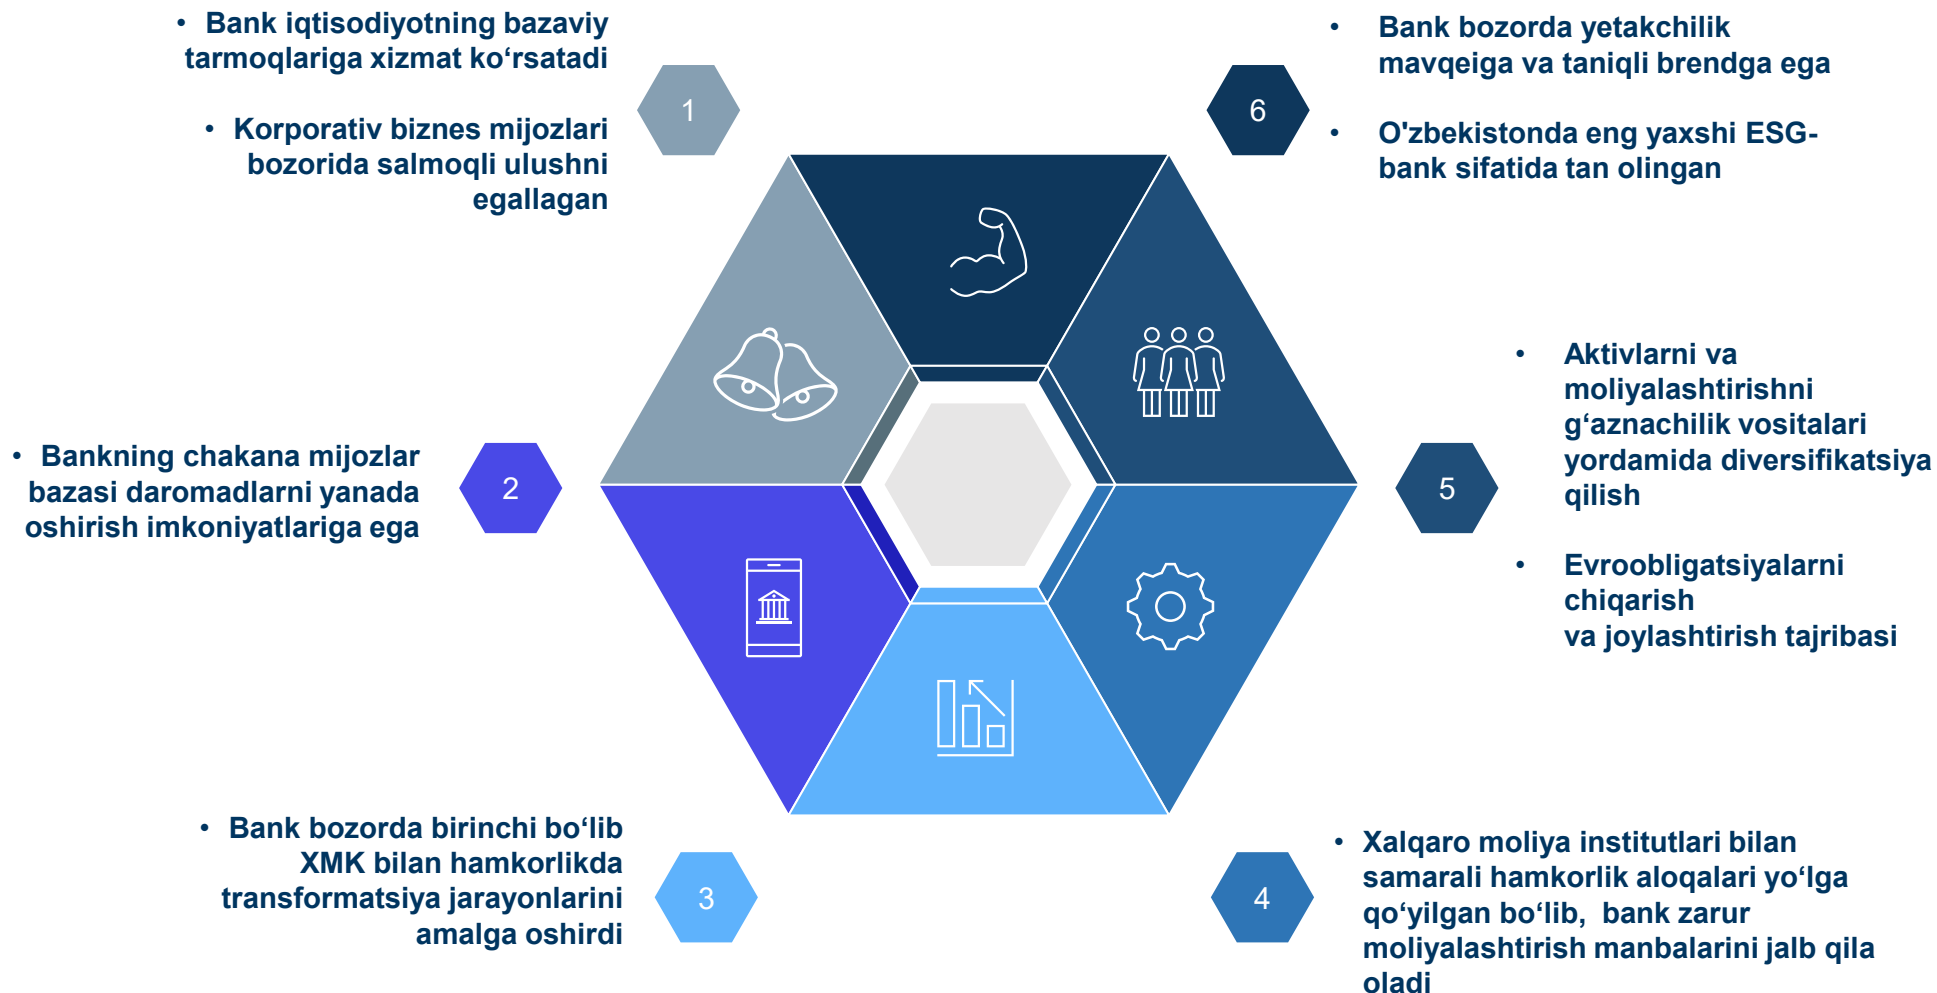 • Bank iqtisodiyotning bazaviy
tarmoqlariga xizmat ko‘rsatadi
• Korporativ biznes mijozlari
bozorida salmoqli ulushni
egallagan
1
• Bankning chakana mijozlar
bazasi daromadlarni yanada
oshirish imkoniyatlariga ega
2
• Bank bozorda birinchi bo‘lib
XMK bilan hamkorlikda
transformatsiya jarayonlarini
amalga oshirdi
3
4
• Xalqaro moliya institutlari bilan
samarali hamkorlik aloqalari yo‘lga
qo‘yilgan bo‘lib, bank zarur
moliyalashtirish manbalarini jalb qila
oladi
5
• Aktivlarni va
moliyalashtirishni
g‘aznachilik vositalari
yordamida diversifikatsiya
qilish
• Evroobligatsiyalarni
chiqarish
va joylashtirish tajribasi
6
• Bank bozorda yetakchilik
mavqeiga va taniqli brendga ega
• O'zbekistonda eng yaxshi ESG-
bank sifatida tan olingan